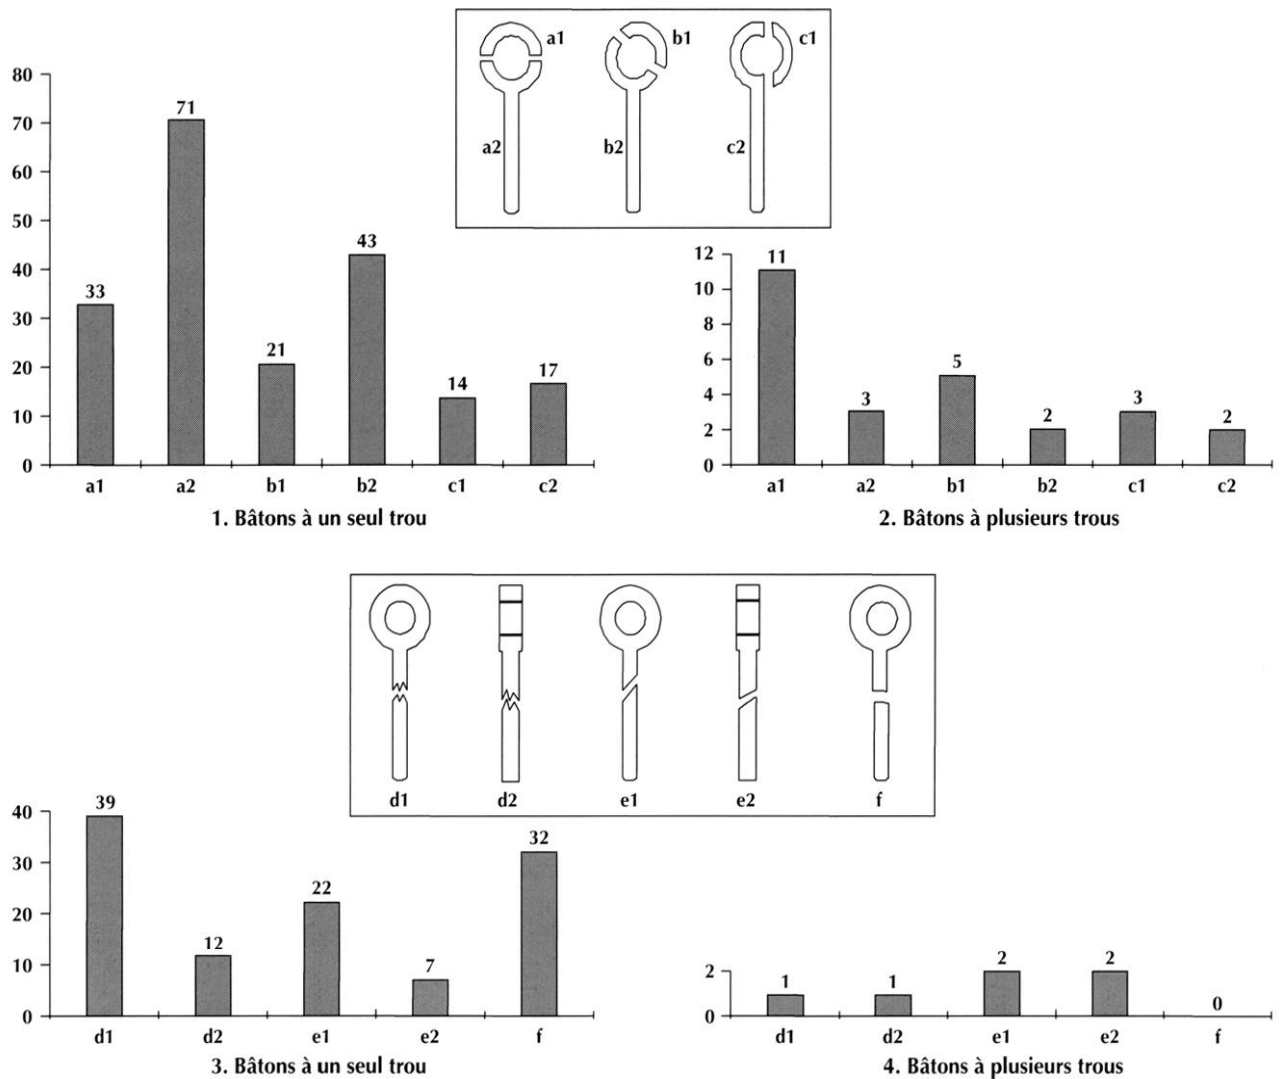 a1 b1 c1
a2 b2 c2
80
70
60
50
40
30
20
10
0
33 71 21 43 14 17
a1 a2 b1 b2 c1 c2
1. Bâtons à un seul trou
12
10
8
6
4
2
0
11 3 5 2 3 2
a1 a2 b1 b2 c1 c2
2. Bâtons à plusieurs trous
d1 d2 e1 e2 f
40
30
20
10
0
39 12 22 7 32
d1 d2 e1 e2 f
3. Bâtons à un seul trou
2
0
1 1 2 2 0
d1 d2 e1 e2 f
4. Bâtons à plusieurs trous